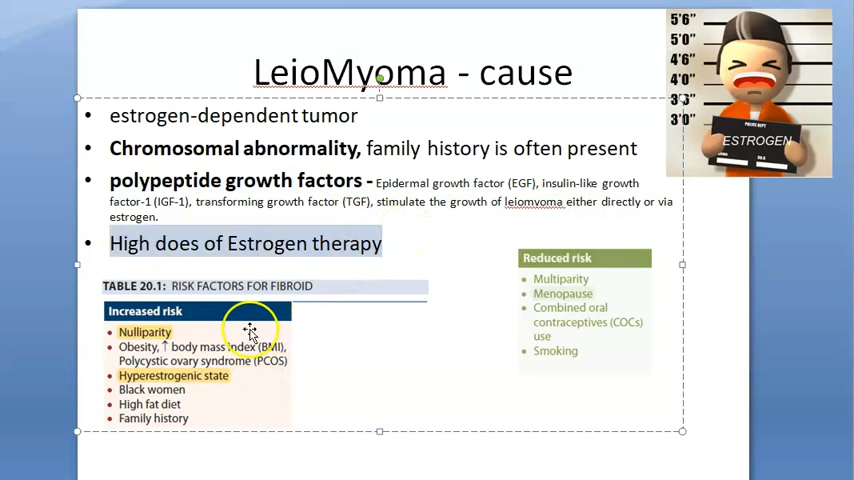 LeioMyoma - cause
5'6"
5'0"
4'6"
4'0"
3'6"
3'0"
POLICE DEPT
ESTROGEN
• estrogen-dependent tumor
• Chromosomal abnormality, family history is often present
• polypeptide growth factors - Epidermal growth factor (EGF), insulin-like growth
factor-1 (IGF-1), transforming growth factor (TGF), stimulate the growth of leiomvoma either directly or via
estrogen.
• High does of Estrogen therapy
TABLE 20.1: RISK FACTORS FOR FIBROID
Increased risk
• Nulliparity
• Obesity, ↑ body mass index (BMI),
Polycystic ovary syndrome (PCOS)
• Hyperestrogenic state
• Black women
• High fat diet
• Family history
Reduced risk
• Multiparity
• Menopause
• Combined oral
contraceptives (COCs)
use
• Smoking